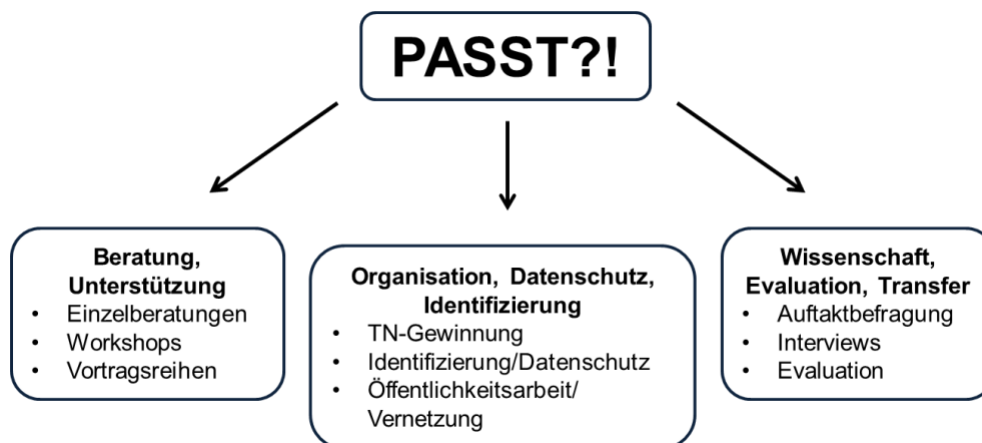 PASST?!
Beratung,
Unterstützung
• Einzelberatungen
• Workshops
• Vortragsreihen
Organisation, Datenschutz,
Identifizierung
• TN-Gewinnung
• Identifizierung/Datenschutz
• Öffentlichkeitsarbeit/
Vernetzung
Wissenschaft,
Evaluation, Transfer
• Auftaktbefragung
• Interviews
• Evaluation